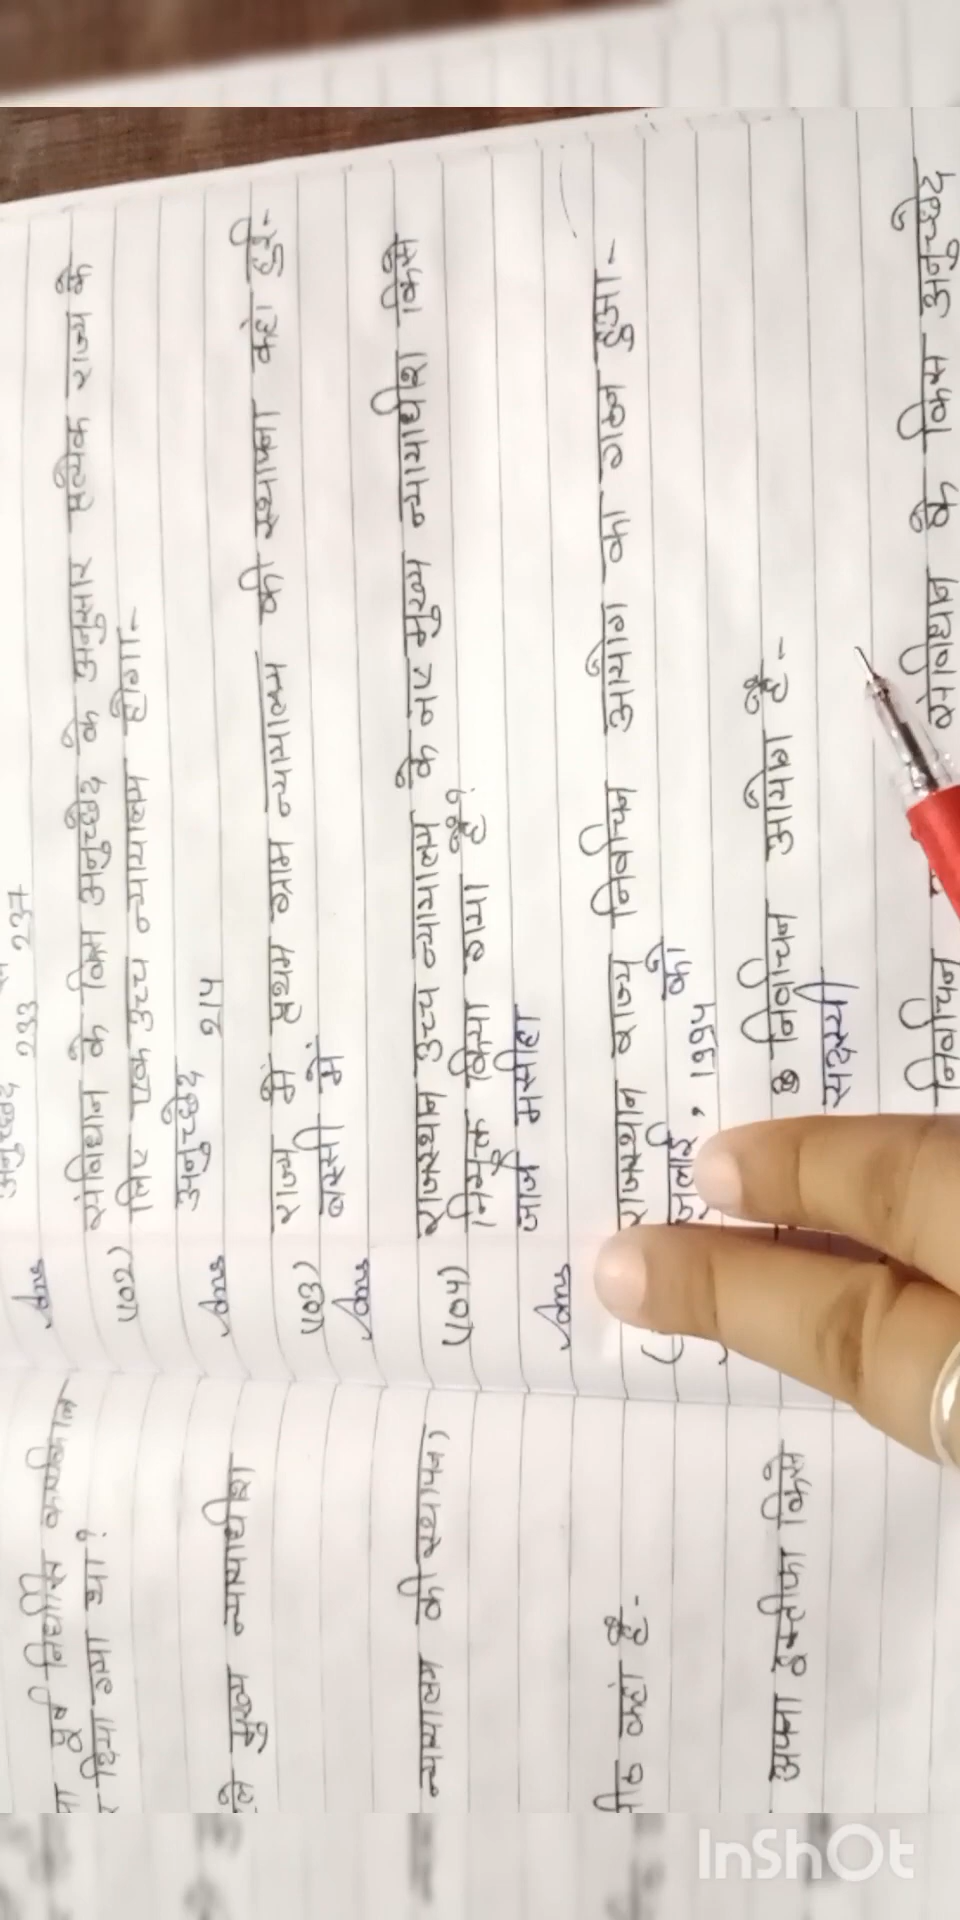 अनुच्छेद 233 237
Ans
(102) संविधान के किस अनुच्छेद के अनुसार प्रत्येक राज्य के
लिए एक उच्च न्यायालय होगा-
Ans अनुच्छेद 214
(103) राज्य में प्रथम ग्राम न्यायालय की स्थापना कहां हुई-
Ans बस्सी में
(104) राजस्थान उच्च न्यायालय के नए मुख्य न्यायाधीश किसे
नियुक्त किया गया है?
Ans जार्ज मसीहा
राजस्थान राज्य निर्वाचन आयोग का गठन हुआ-
जुलाई, 1994 को
निर्वाचन आयोग है-
सदस्यी
निर्वाचन संविधान के किस अनुच्छेद
पूर्व निर्धारित कार्यकाल
दिया गया था?
मुख्य न्यायाधीश
न्यायालय की स्थापना)
कहां है-
अपना इस्तीफा किसे
InShOt